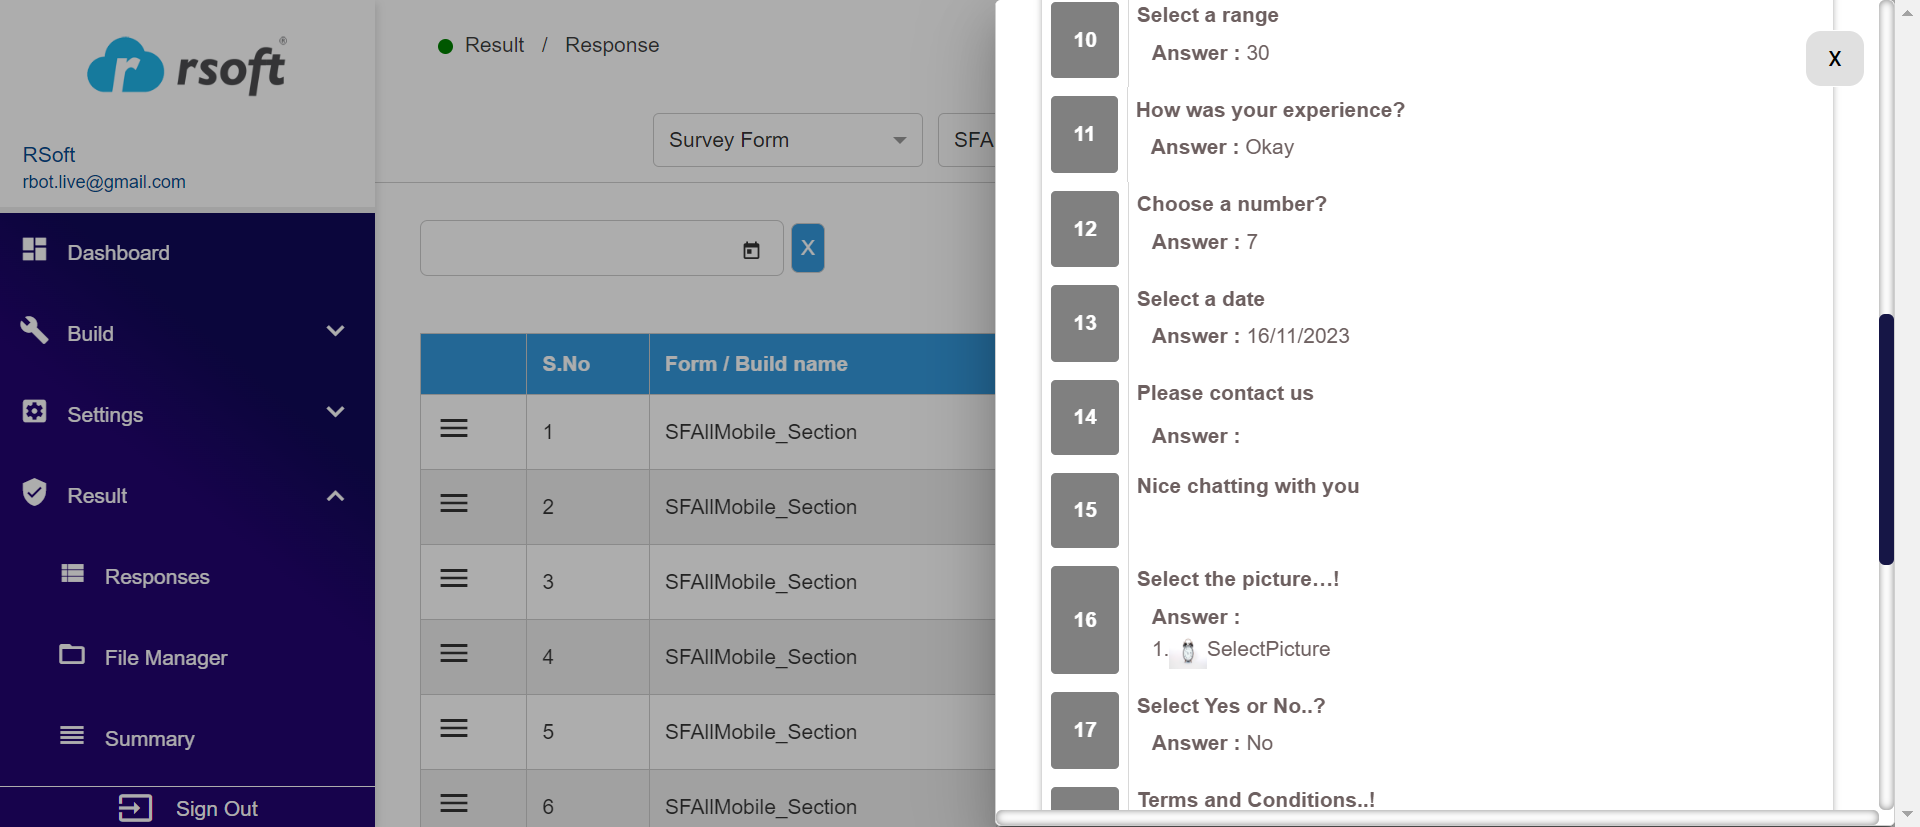 rsoft®
RSoft
rbot.live@gmail.com
Dashboard
Build
Settings
Result
Responses
File Manager
Summary
Sign Out
Result / Response
Survey Form
SFA
X
S.No Form / Build name
1 SFAllMobile_Section
2 SFAllMobile_Section
3 SFAllMobile_Section
4 SFAllMobile_Section
5 SFAllMobile_Section
6 SFAllMobile_Section
X
10 Select a range
Answer : 30
11 How was your experience?
Answer : Okay
12 Choose a number?
Answer : 7
13 Select a date
Answer : 16/11/2023
14 Please contact us
Answer :
15 Nice chatting with you
16 Select the picture...!
Answer :
1. SelectPicture
17 Select Yes or No..?
Answer : No
Terms and Conditions..!